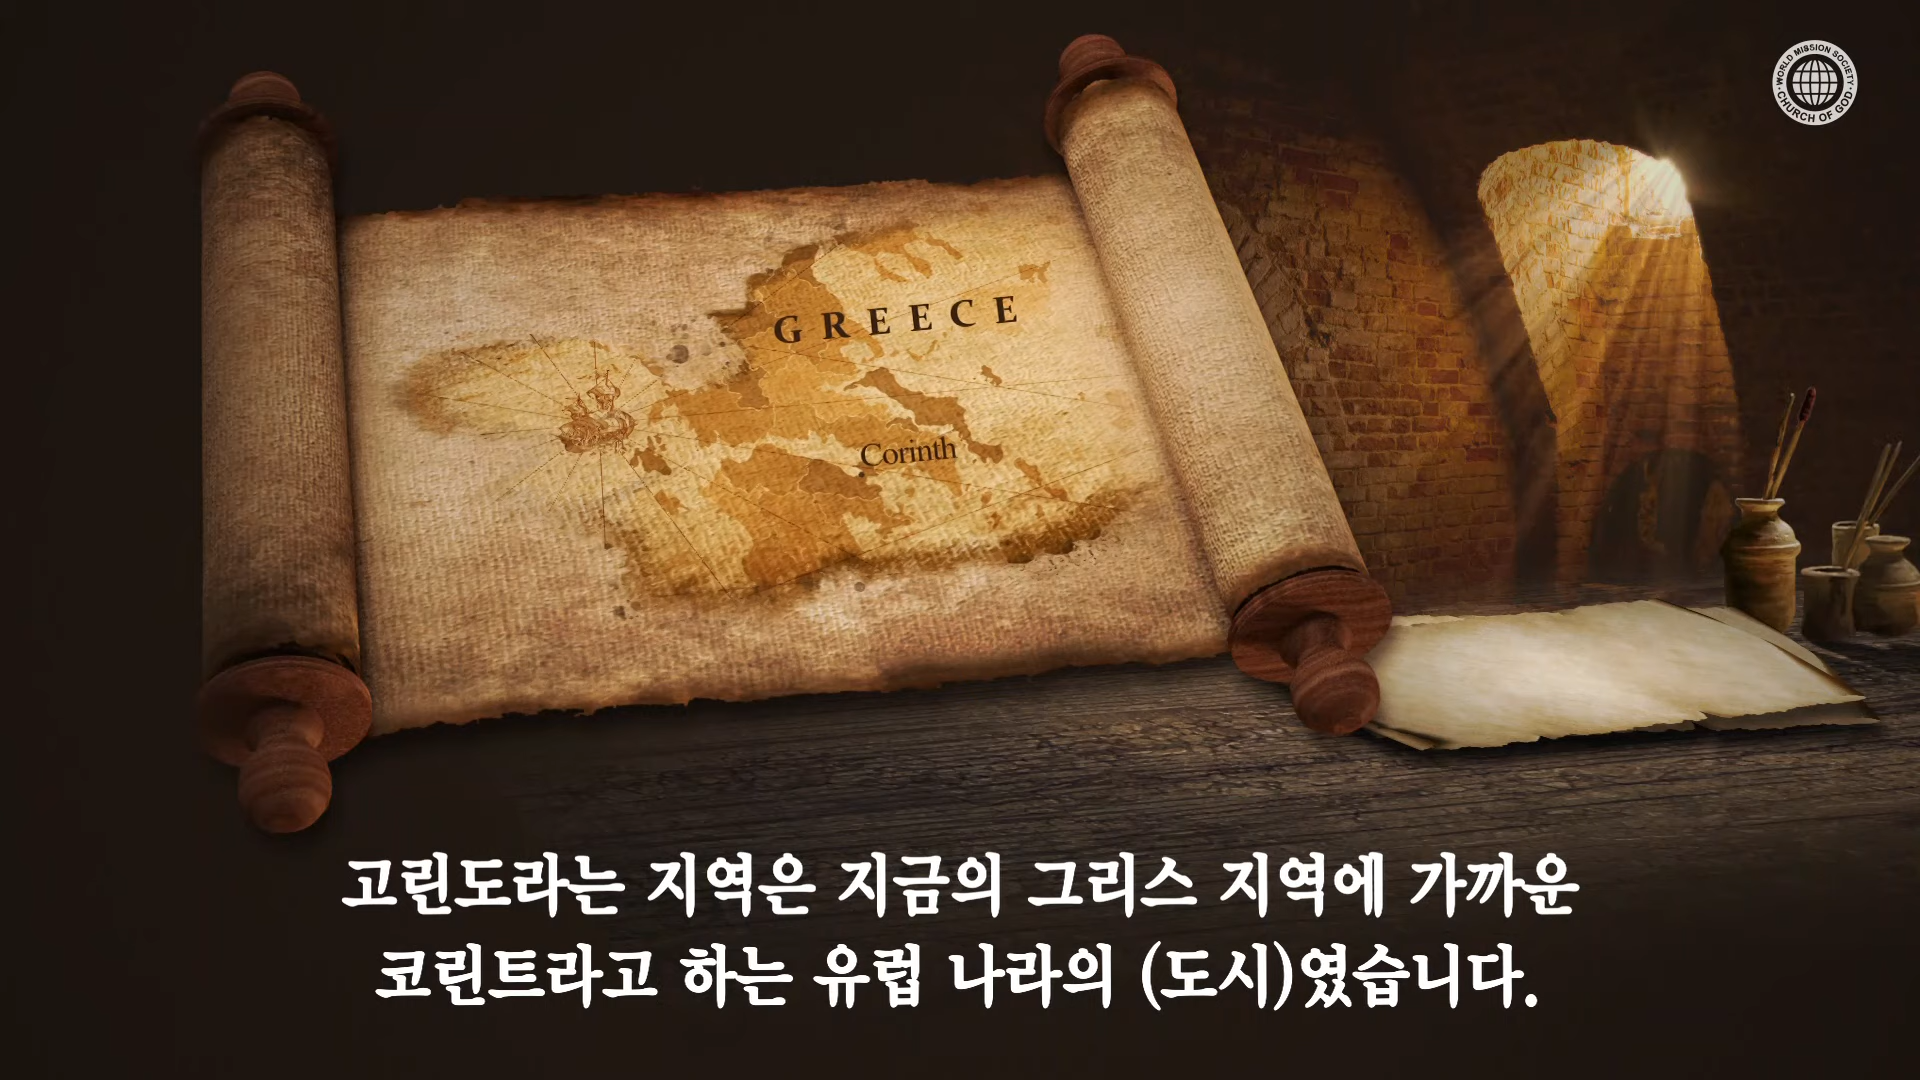 WORLD MISSION SOCIETY
CHURCH OF GOD
GREECE
Corinth
고린도라는 지역은 지금의 그리스 지역에 가까운
코린트라고 하는 유럽 나라의 (도시)였습니다.